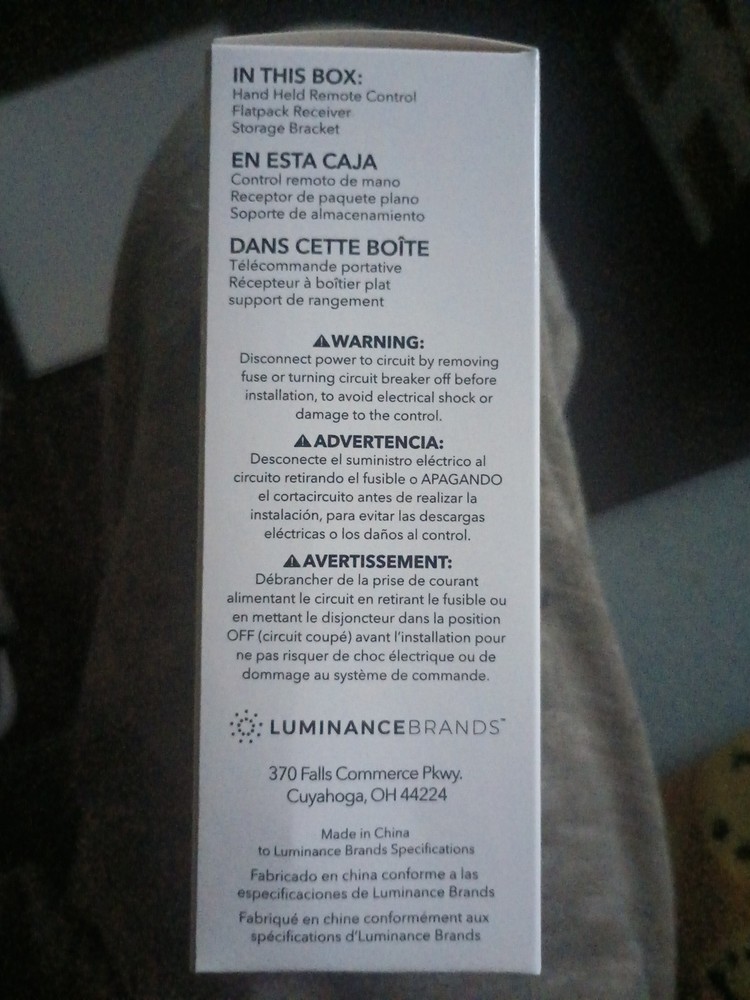 IN THIS BOX:
Hand Held Remote Control
Flatpack Receiver
Storage Bracket
EN ESTA CAJA
Control remoto de mano
Receptor de paquete plano
Soporte de almacenamiento
DANS CETTE BOÎTE
Télécommande portative
Récepteur à boîtier plat
support de rangement
⚠WARNING:
Disconnect power to circuit by removing
fuse or turning circuit breaker off before
installation, to avoid electrical shock or
damage to the control.
⚠ADVERTENCIA:
Desconecte el suministro eléctrico al
circuito retirando el fusible o APAGANDO
el cortacircuito antes de realizar la
instalación, para evitar las descargas
eléctricas o los daños al control.
⚠AVERTISSEMENT:
Débrancher de la prise de courant
alimentant le circuit en retirant le fusible ou
en mettant le disjoncteur dans la position
OFF (circuit coupé) avant l'installation pour
ne pas risquer de choc électrique ou de
dommage au système de commande.
LUMINANCEBRANDS™
370 Falls Commerce Pkwy.
Cuyahoga, OH 44224
Made in China
to Luminance Brands Specifications
Fabricado en china conforme a las
especificaciones de Luminance Brands
Fabriqué en chine conformément aux
spécifications d'Luminance Brands